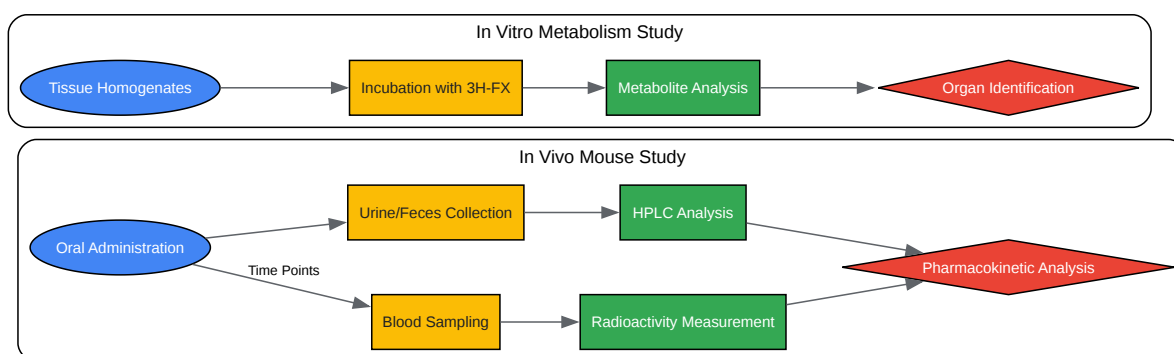 In Vitro Metabolism Study
Tissue Homogenates
Incubation with 3H-FX
Metabolite Analysis
Organ Identification
In Vivo Mouse Study
Urine/Feces Collection
HPLC Analysis
Oral Administration
Time Points
Pharmacokinetic Analysis
Blood Sampling
Radioactivity Measurement